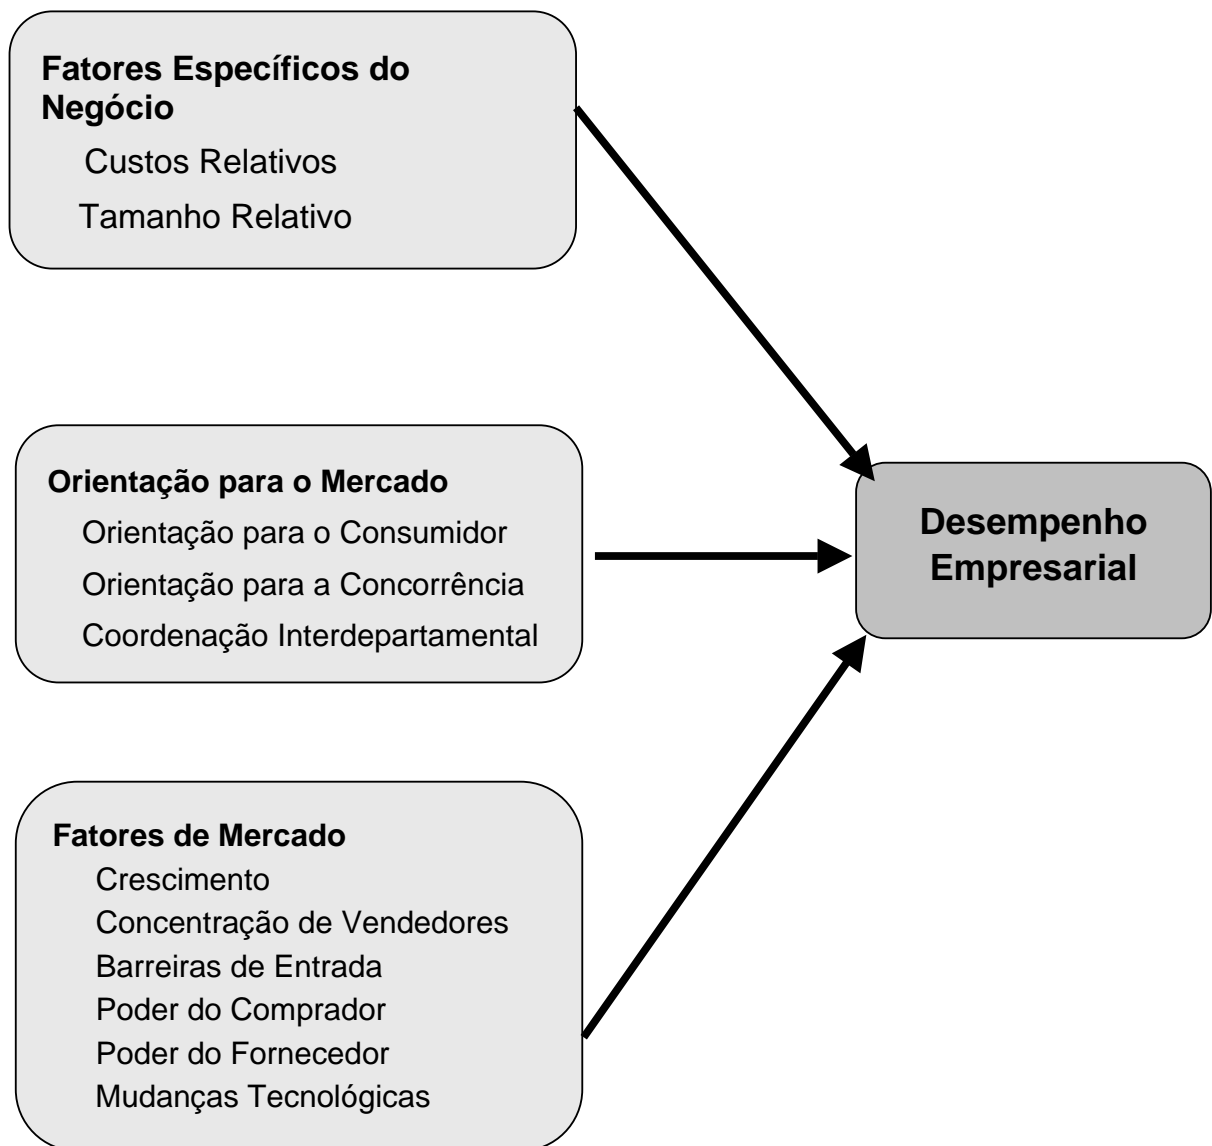 Fatores Específicos do
Negócio
Custos Relativos
Tamanho Relativo
Orientação para o Mercado
Orientação para o Consumidor
Orientação para a Concorrência
Coordenação Interdepartamental
Desempenho
Empresarial
Fatores de Mercado
Crescimento
Concentração de Vendedores
Barreiras de Entrada
Poder do Comprador
Poder do Fornecedor
Mudanças Tecnológicas